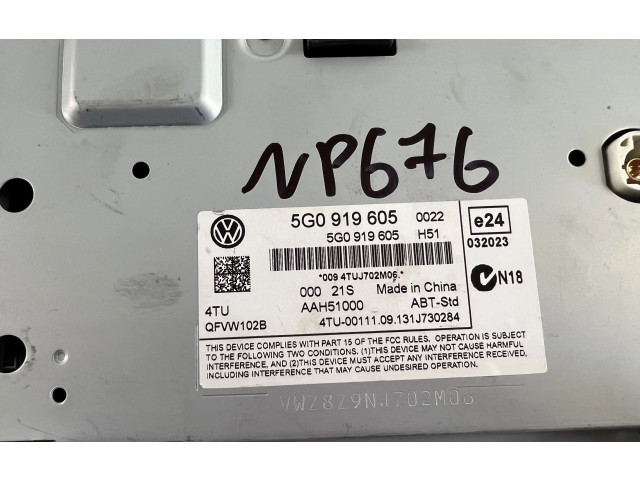 NP676
5G0 919 605 0022
e24
5G0 919 605 H51
032023
*009 4TUJ702M06.*
000 21S Made in China
N18
4TU AAH51000 ABT-Std
QFVW102B 4TU-00111.09.131J730284
OPERATION IS SUBJECT
THIS DEVICE COMPLIES WITH PART 15 OF THE FCC RULES.
TO THE FOLLOWING TWO CONDITIONS. (1)THIS DEVICE MAY NOT CAUSE HARMFUL
INTERFERENCE, AND (2)THIS DEVICE MUST ACCEPT ANY INTERFERENCE RECEIVED,
INCLUDING INTERFERENCE THAT MAY CAUSE UNDESIRED OPERATION.
VWZ8Z9NJ702M06